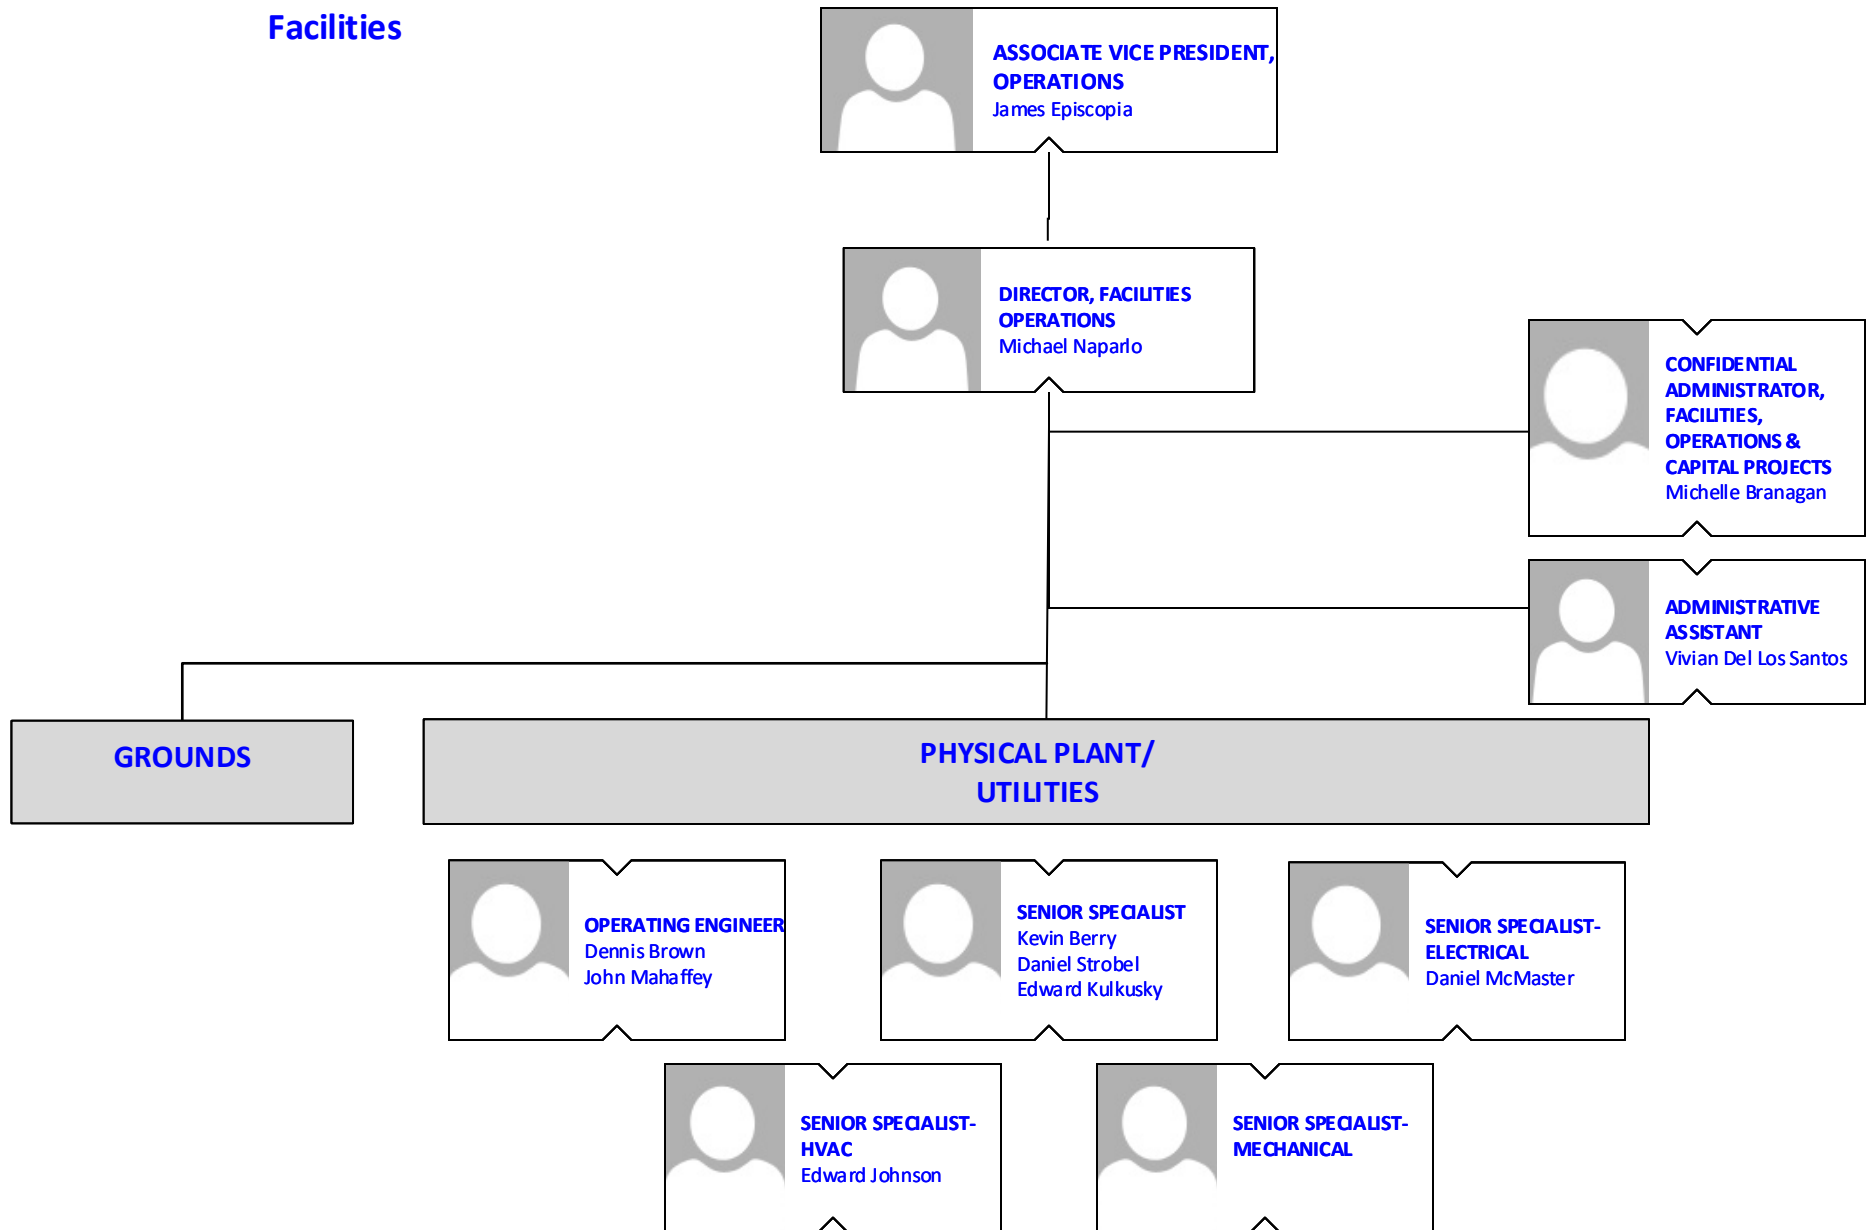 Facilities
ASSOCIATE VICE PRESIDENT,
OPERATIONS
James Episcopia
DIRECTOR, FACILITIES
OPERATIONS
Michael Naparlo
CONFIDENTIAL
ADMINISTRATOR,
FACILITIES,
OPERATIONS &
CAPITAL PROJECTS
Michelle Branagan
ADMINISTRATIVE
ASSISTANT
Vivian Del Los Santos
GROUNDS
PHYSICAL PLANT/
UTILITIES
OPERATING ENGINEER
Dennis Brown
John Mahaffey
SENIOR SPECIALIST
Kevin Berry
Daniel Strobel
Edward Kulkusky
SENIOR SPECIALIST-
ELECTRICAL
Daniel McMaster
SENIOR SPECIALIST-
HVAC
Edward Johnson
SENIOR SPECIALIST-
MECHANICAL